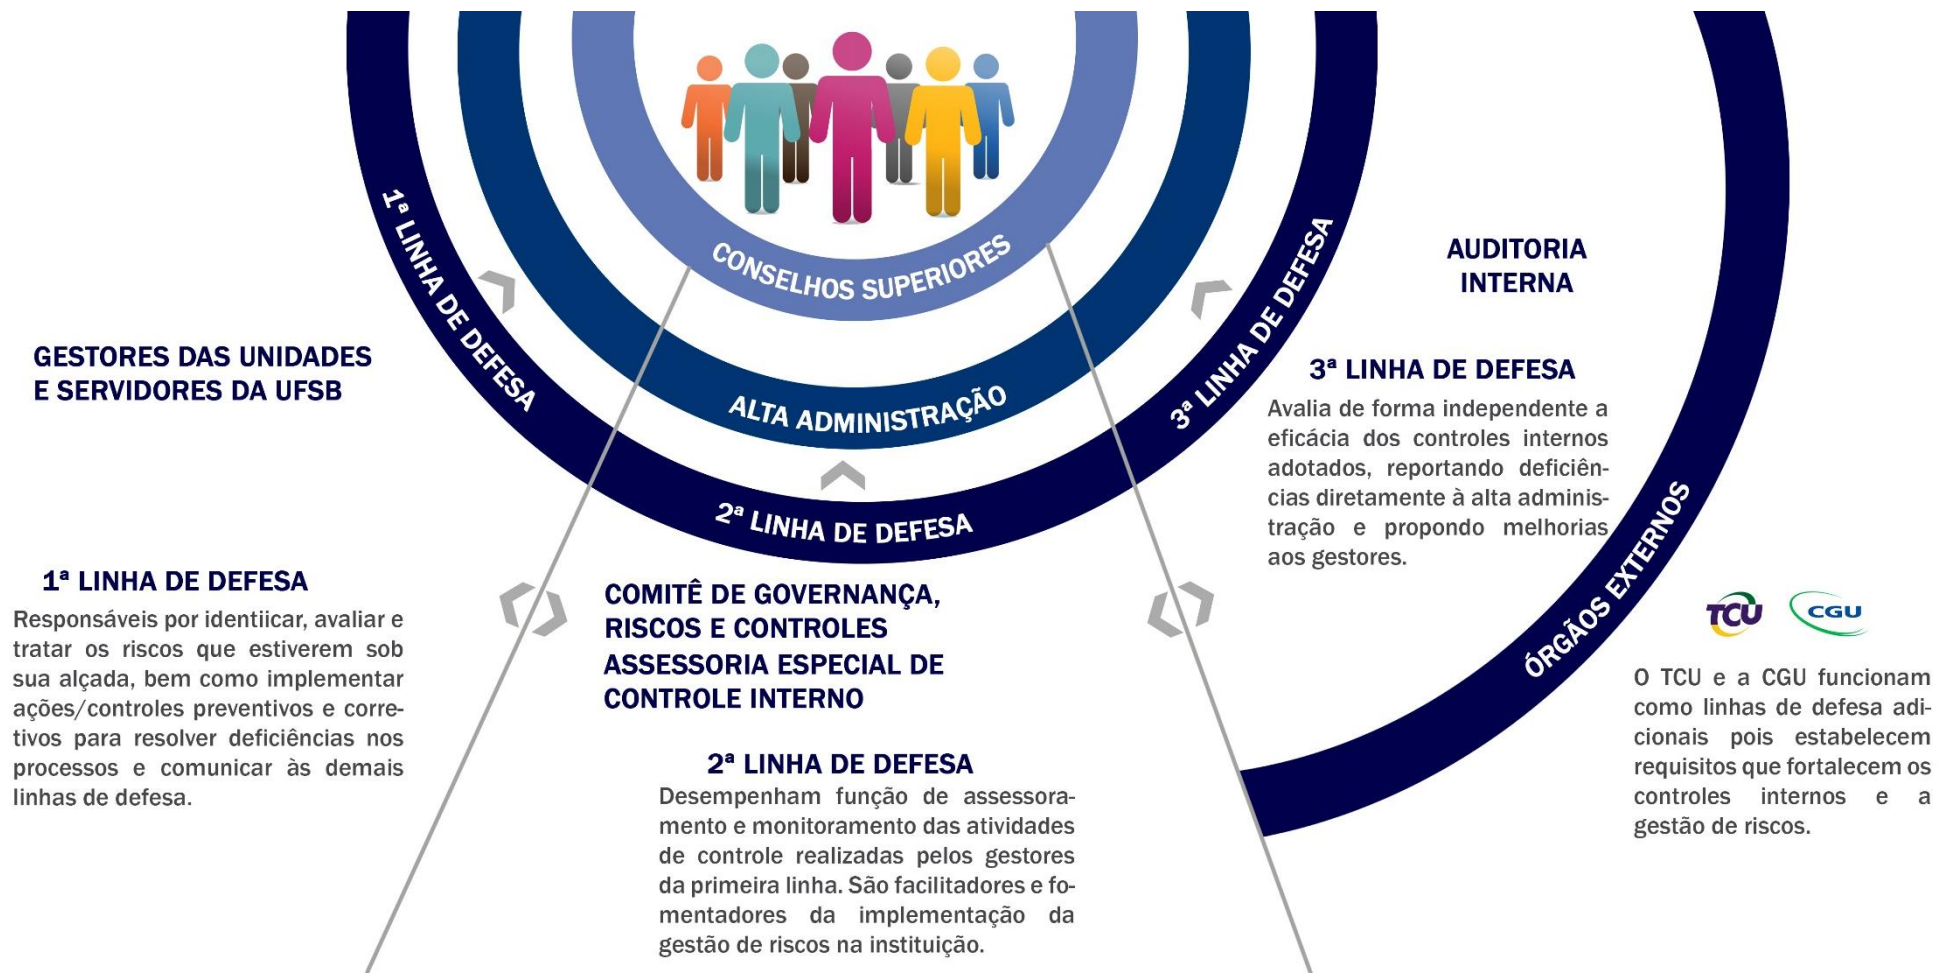 CONSELHOS SUPERIORES
ALTA ADMINISTRAÇÃO
1ª LINHA DE DEFESA
2ª LINHA DE DEFESA
3ª LINHA DE DEFESA
ÓRGÃOS EXTERNOS
GESTORES DAS UNIDADES
E SERVIDORES DA UFSB
1ª LINHA DE DEFESA
Responsáveis por identiicar, avaliar e
tratar os riscos que estiverem sob
sua alçada, bem como implementar
ações/controles preventivos e corre-
tivos para resolver deficiências nos
processos e comunicar às demais
linhas de defesa.
COMITÊ DE GOVERNANÇA,
RISCOS E CONTROLES
ASSESSORIA ESPECIAL DE
CONTROLE INTERNO
2ª LINHA DE DEFESA
Desempenham função de assessora-
mento e monitoramento das atividades
de controle realizadas pelos gestores
da primeira linha. São facilitadores e fo-
mentadores da implementação da
gestão de riscos na instituição.
AUDITORIA
INTERNA
3ª LINHA DE DEFESA
Avalia de forma independente a
eficácia dos controles internos
adotados, reportando deficiên-
cias diretamente à alta adminis-
tração e propondo melhorias
aos gestores.
TCU
CGU
O TCU e a CGU funcionam
como linhas de defesa adi-
cionais pois estabelecem
requisitos que fortalecem os
controles internos e a
gestão de riscos.